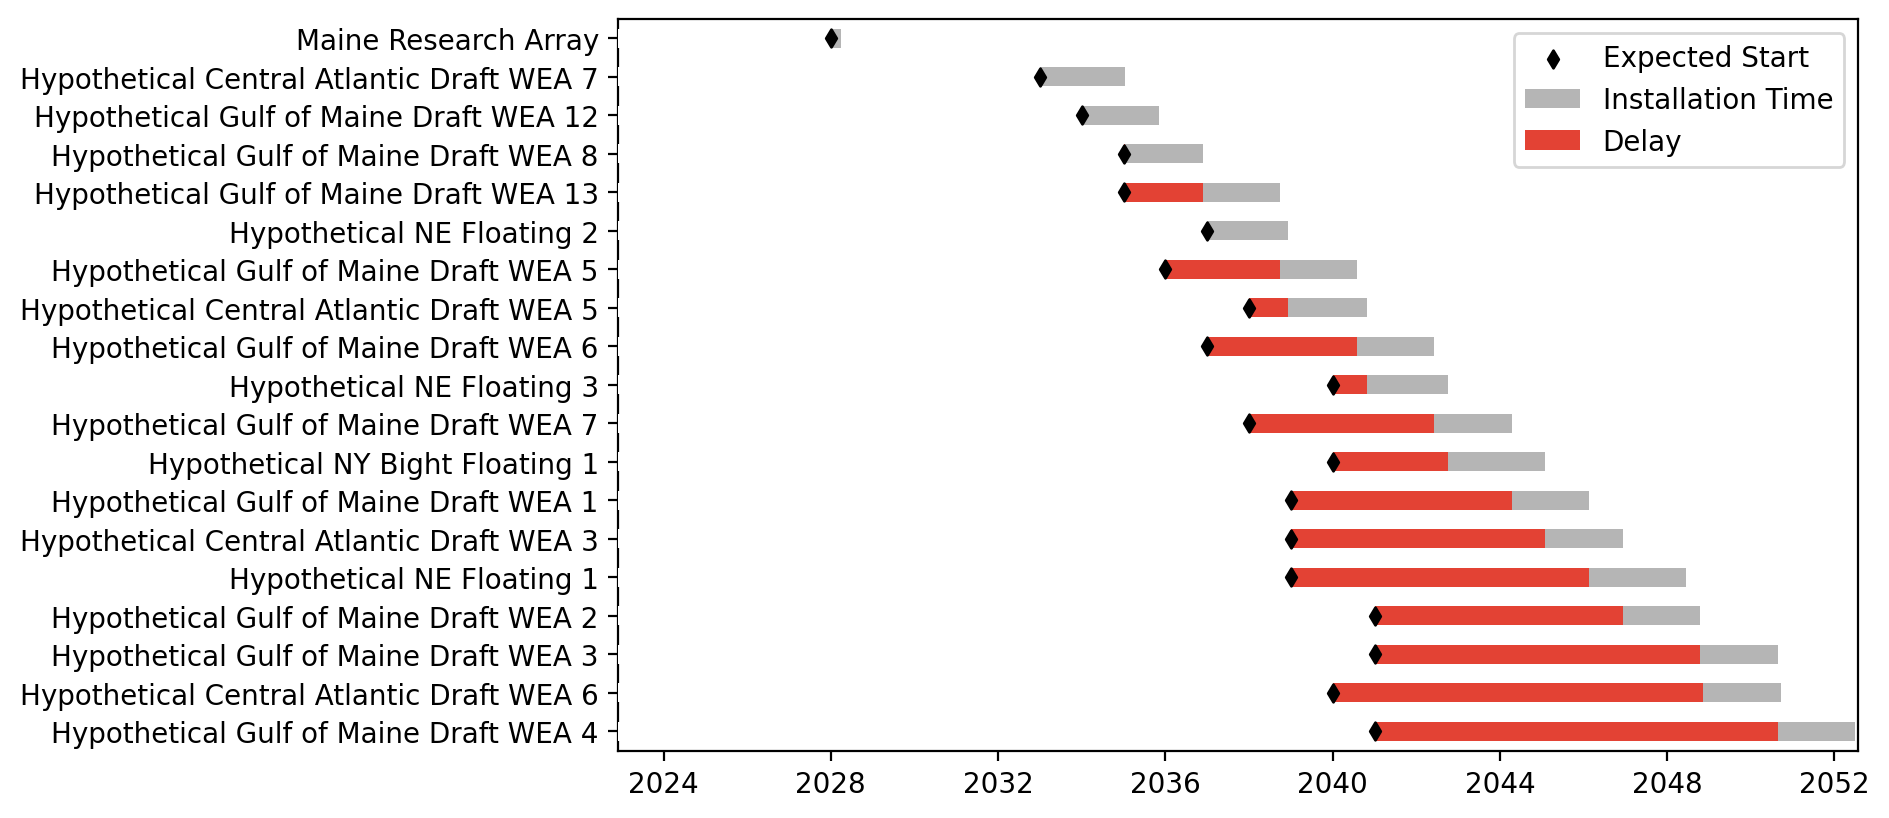 Maine Research Array
Hypothetical Central Atlantic Draft WEA 7
Hypothetical Gulf of Maine Draft WEA 12
Hypothetical Gulf of Maine Draft WEA 8
Hypothetical Gulf of Maine Draft WEA 13
Hypothetical NE Floating 2
Hypothetical Gulf of Maine Draft WEA 5
Hypothetical Central Atlantic Draft WEA 5
Hypothetical Gulf of Maine Draft WEA 6
Hypothetical NE Floating 3
Hypothetical Gulf of Maine Draft WEA 7
Hypothetical NY Bight Floating 1
Hypothetical Gulf of Maine Draft WEA 1
Hypothetical Central Atlantic Draft WEA 3
Hypothetical NE Floating 1
Hypothetical Gulf of Maine Draft WEA 2
Hypothetical Gulf of Maine Draft WEA 3
Hypothetical Central Atlantic Draft WEA 6
Hypothetical Gulf of Maine Draft WEA 4
Expected Start
Installation Time
Delay
2024 2028 2032 2036 2040 2044 2048 2052